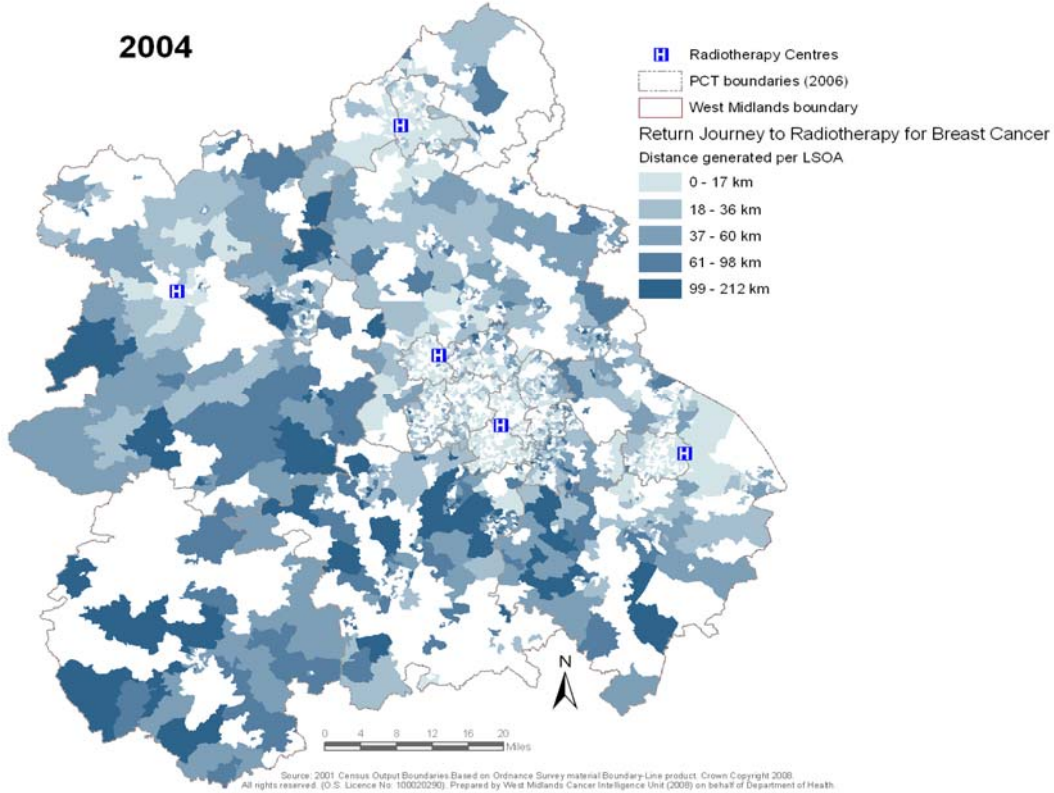 2004
H Radiotherapy Centres
PCT boundaries (2006)
West Midlands boundary
Return Journey to Radiotherapy for Breast Cancer
Distance generated per LSOA
0 - 17 km
18 - 36 km
37 - 60 km
61 - 98 km
99 - 212 km
H
H
H
H
H
N
0 4 8 12 16 20
Miles
Source: 2001 Census Output Boundaries.Based on Ordnance Survey material Boundary-Line product. Crown Copyright 2008.
All rights reserved. (O.S. Licence No: 100020290). Prepared by West Midlands Cancer Intelligence Unit (2008) on behalf of Department of Health.